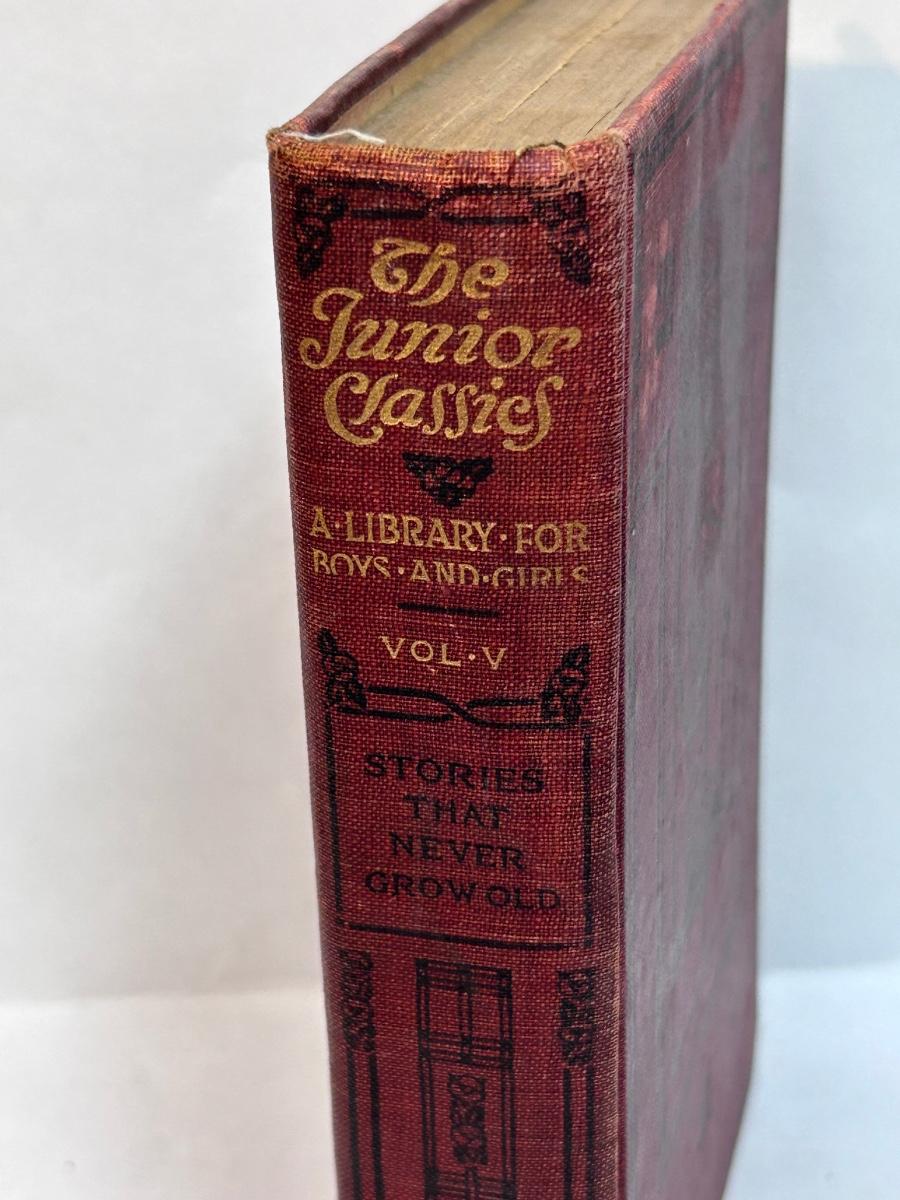 The
Junior
Classics
A·LIBRARY·FOR
BOYS·AND·GIRLS
VOL·V
STORIES
THAT
NEVER
GROW OLD